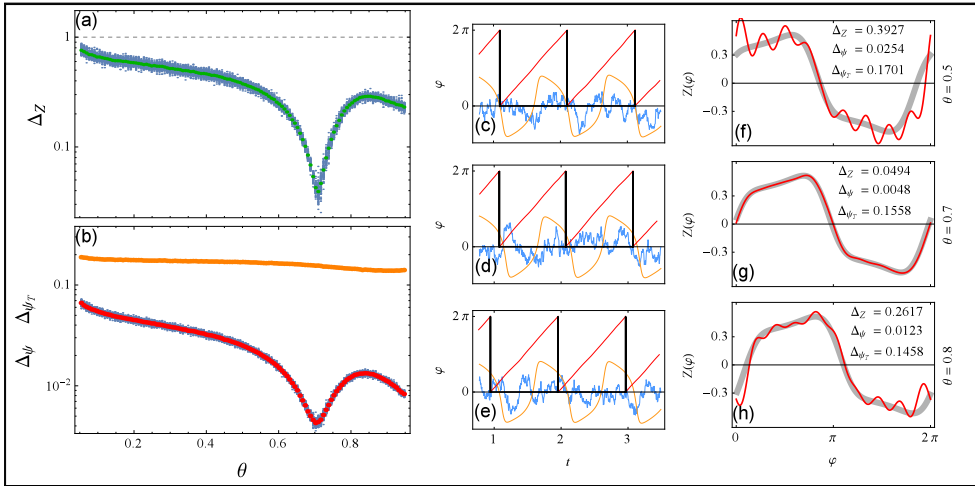 (a)
1
0.1
Δ_Z
(b)
0.1
10^{-2}
Δ_ψ Δ_{ψ_T}
0.2 0.4 0.6 0.8
θ
2π
φ
0
(c)
2π
φ
0
(d)
2π
φ
0
(e)
1 2 3
t
0.3
0
-0.3
Z(φ)
(f)
Δ_Z = 0.3927
Δ_ψ = 0.0254
Δ_{ψ_T} = 0.1701
θ = 0.5
0.3
0
-0.3
Z(φ)
(g)
Δ_Z = 0.0494
Δ_ψ = 0.0048
Δ_{ψ_T} = 0.1558
θ = 0.7
0.3
0
-0.3
Z(φ)
(h)
Δ_Z = 0.2617
Δ_ψ = 0.0123
Δ_{ψ_T} = 0.1458
θ = 0.8
0 π 2π
φ